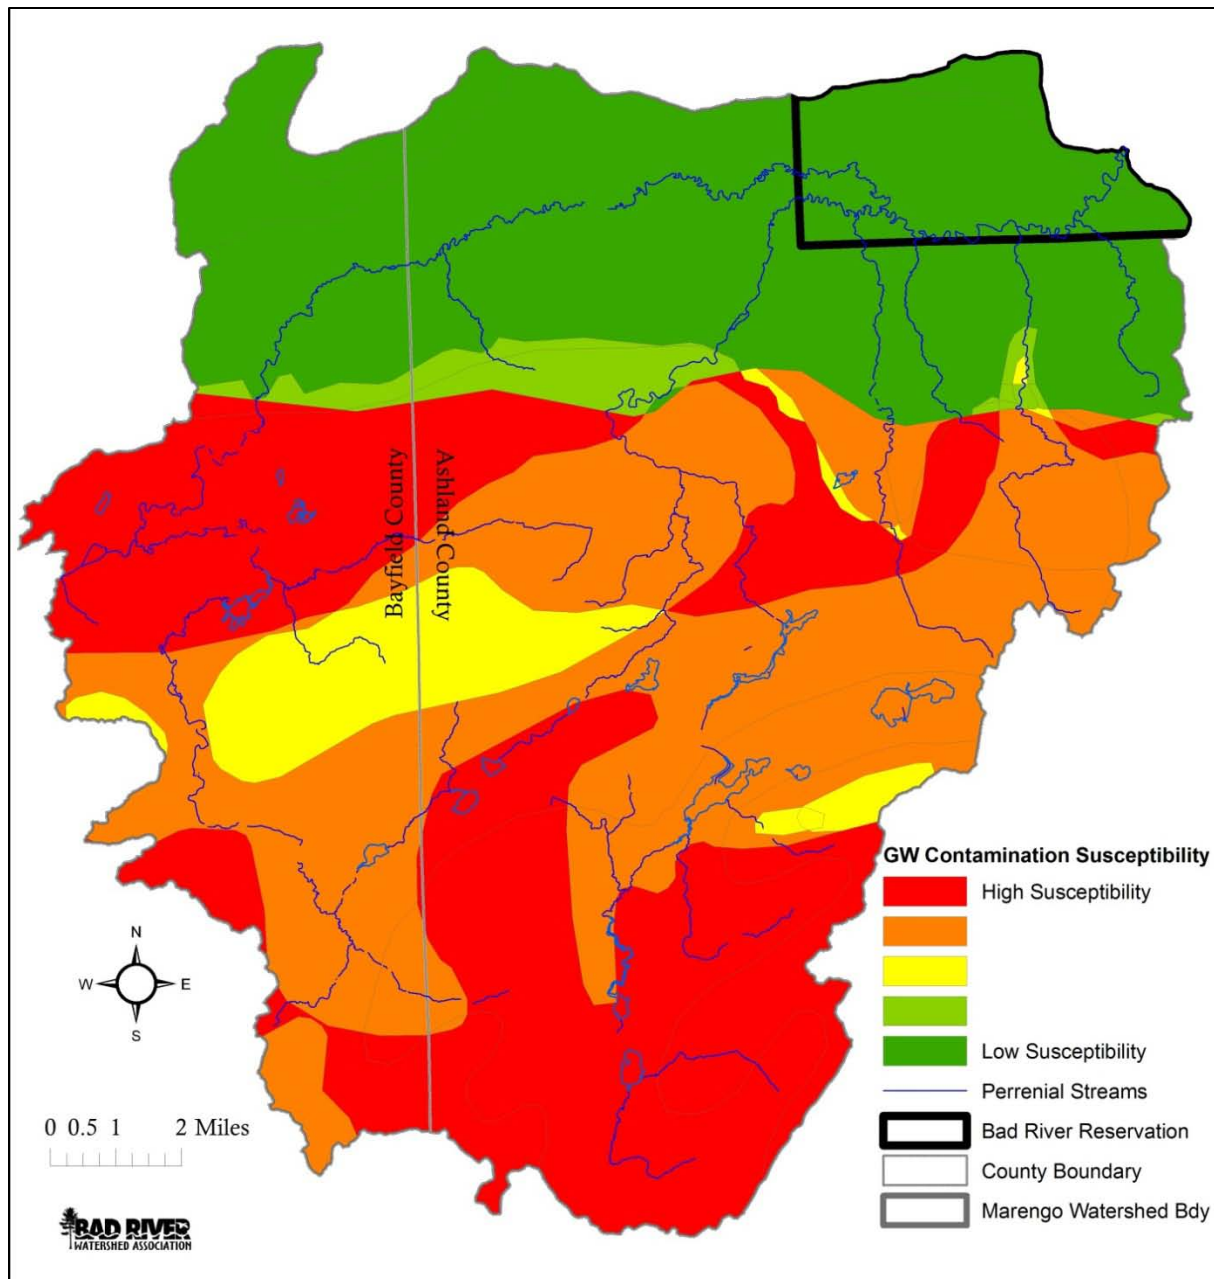 Bayfield County
Ashland County
GW Contamination Susceptibility
High Susceptibility
Low Susceptibility
Perrenial Streams
Bad River Reservation
County Boundary
Marengo Watershed Bdy
N
W E
S
0 0.5 1 2 Miles
BAD RIVER
WATERSHED ASSOCIATION